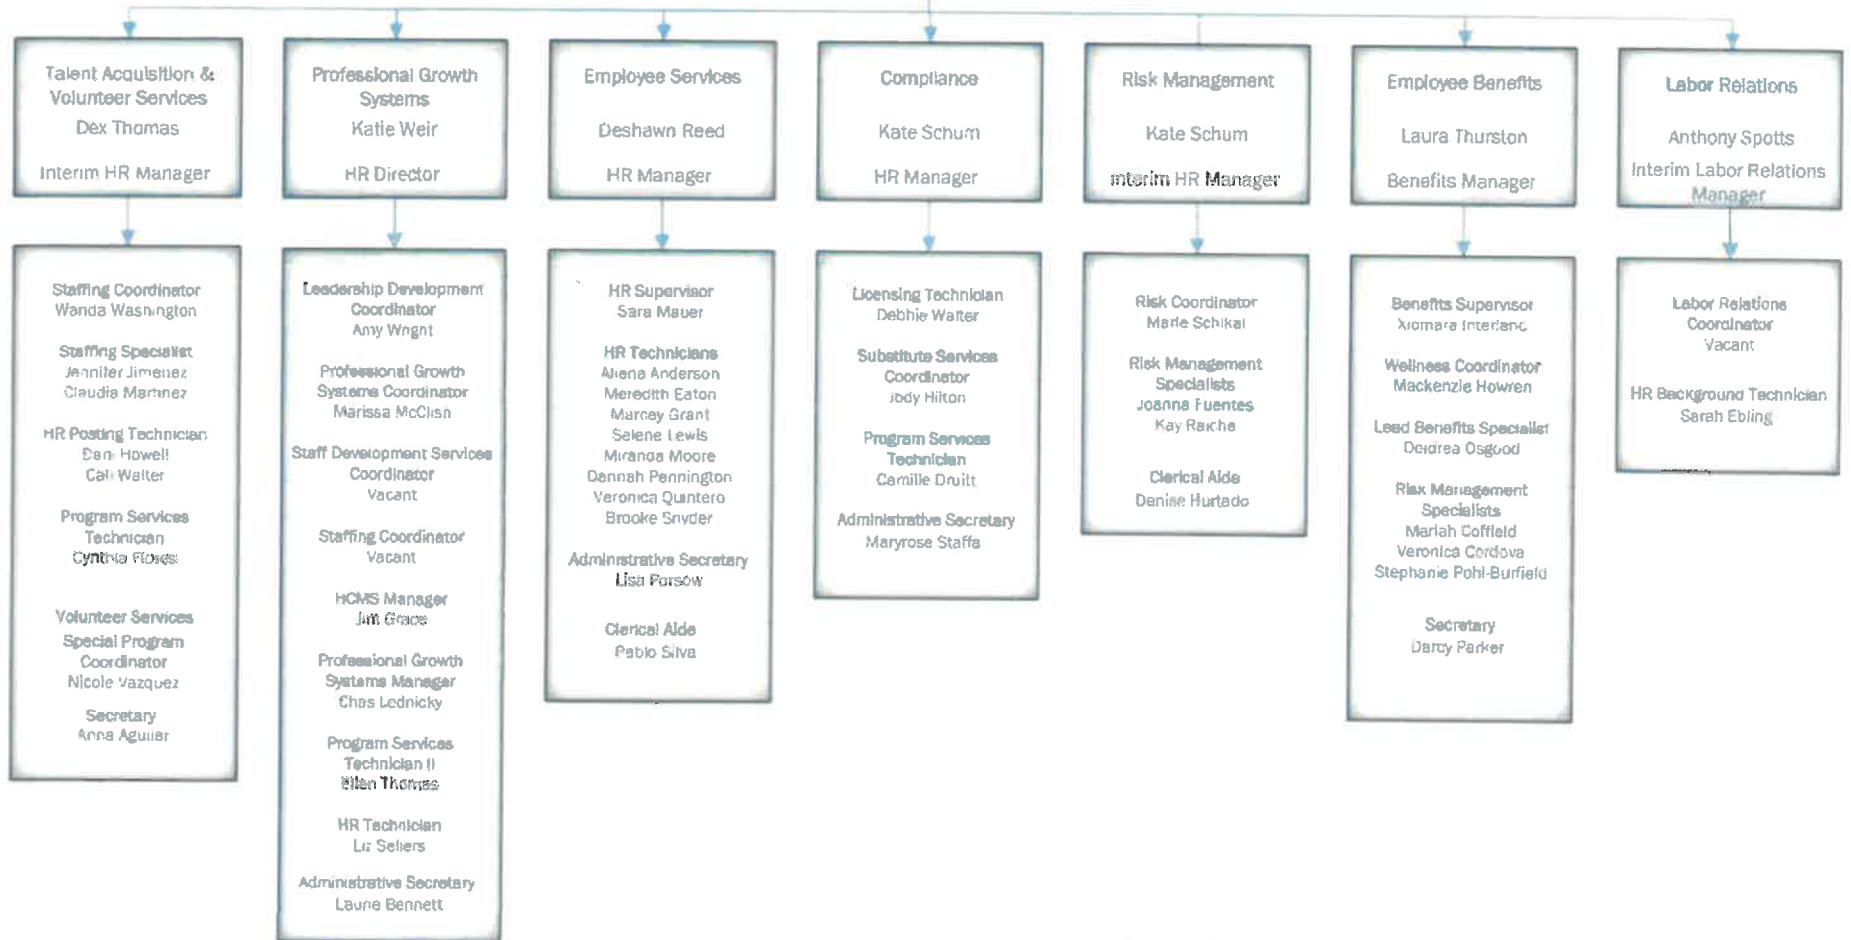 Talent Acquisition &
Volunteer Services
Dex Thomas
Interim HR Manager
Staffing Coordinator
Wanda Washington
Staffing Specialist
Jennifer Jimenez
Claudia Martinez
HR Posting Technician
Howell
Walter
Program Services
Technician
Cynthia Flores
Volunteer Services
Special Program
Coordinator
Nicole Vazquez
Secretary
Anna Aguilar
Professional Growth
Systems
Katie Weir
HR Director
Leadership Development
Coordinator
Amy Wright
Professional Growth
Systems Coordinator
Marissa McClish
Staff Development Services
Coordinator
Vacant
Staffing Coordinator
Vacant
HCMS Manager
Jim Grace
Professional Growth
Systems Manager
Chas Lednicky
Program Services
Technician II
Ellen Thomas
HR Technician
Liz Sellers
Administrative Secretary
Laurie Bennett
Employee Services
Deshawn Reed
HR Manager
HR Supervisor
Sara Mauer
HR Technicians
Anderson
Meredith Eaton
Marcey Grant
Selene Lewis
Miranda Moore
Dannah Pennington
Veronica Quintero
Brooke Snyder
Administrative Secretary
Lisa Porsow
Clerical Aide
Pablo Silva
Compliance
Kate Schum
HR Manager
Licensing Technician
Debbie Walter
Substitute Services
Coordinator
Jody Hilton
Program Services
Technician
Camille Druitt
Administrative Secretary
Maryrose Staffa
Risk Management
Kate Schum
Interim HR Manager
Risk Coordinator
Marie Schikal
Risk Management
Specialists
Joanna Fuentes
Kay Raiche
Clerical Aide
Denise Hurtado
Employee Benefits
Laura Thurston
Benefits Manager
Benefits Supervisor
Xiomara
Wellness Coordinator
Mackenzie Howren
Lead Benefits Specialist
Deidrea Osgood
Risk Management
Specialists
Mariah Coffield
Veronica Cordova
Stephanie Pohl-Burfield
Secretary
Darcy Parker
Labor Relations
Anthony Spotts
Interim Labor Relations
Manager
Labor Relations
Coordinator
Vacant
HR Background Technician
Sarah Ebling